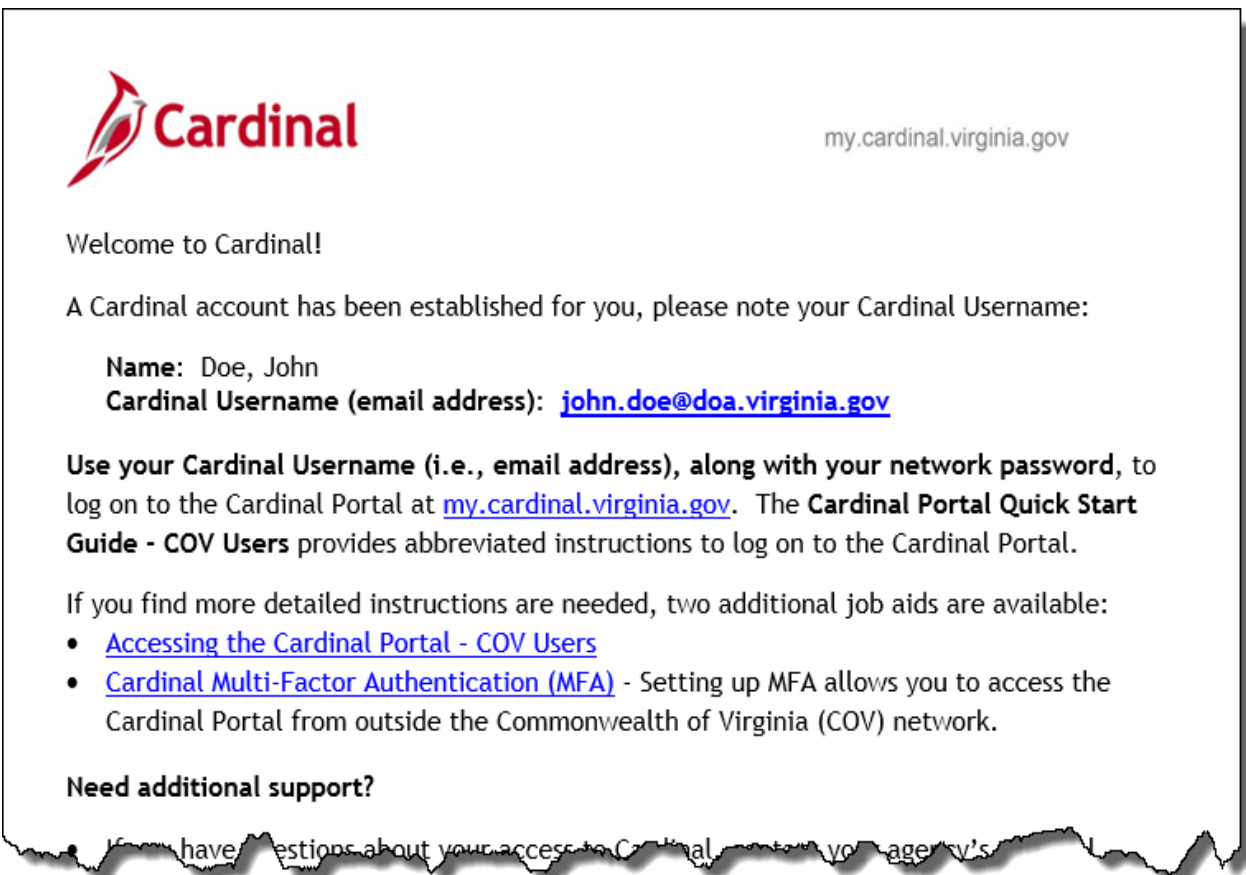 Cardinal
my.cardinal.virginia.gov
Welcome to Cardinal!
A Cardinal account has been established for you, please note your Cardinal Username:
Name: Doe, John
Cardinal Username (email address): john.doe@doa.virginia.gov
Use your Cardinal Username (i.e., email address), along with your network password, to
log on to the Cardinal Portal at my.cardinal.virginia.gov. The Cardinal Portal Quick Start
Guide - COV Users provides abbreviated instructions to log on to the Cardinal Portal.
If you find more detailed instructions are needed, two additional job aids are available:
• Accessing the Cardinal Portal – COV Users
• Cardinal Multi-Factor Authentication (MFA) - Setting up MFA allows you to access the
Cardinal Portal from outside the Commonwealth of Virginia (COV) network.
Need additional support?
• have about your access to